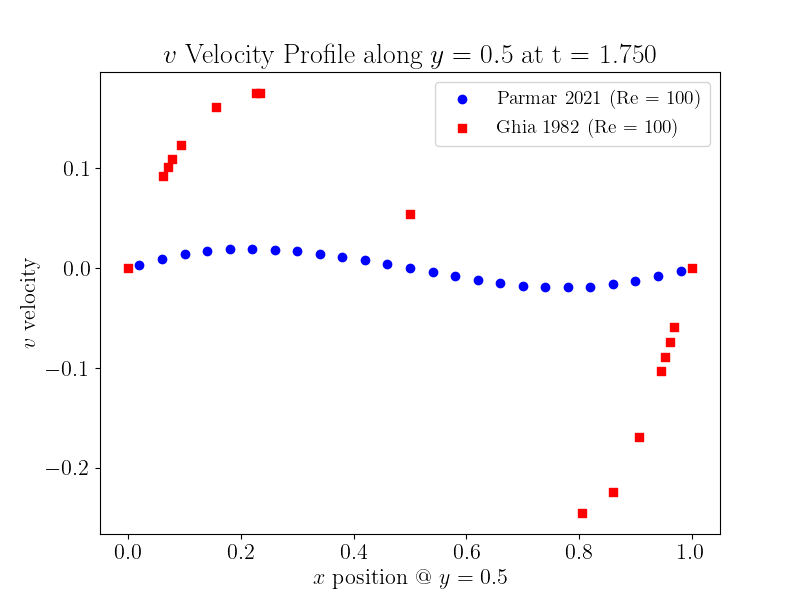 v Velocity Profile along y = 0.5 at t = 1.750
Parmar 2021 (Re = 100)
Ghia 1982 (Re = 100)
v velocity
0.1
0.0
−0.1
−0.2
0.0 0.2 0.4 0.6 0.8 1.0
x position @ y = 0.5